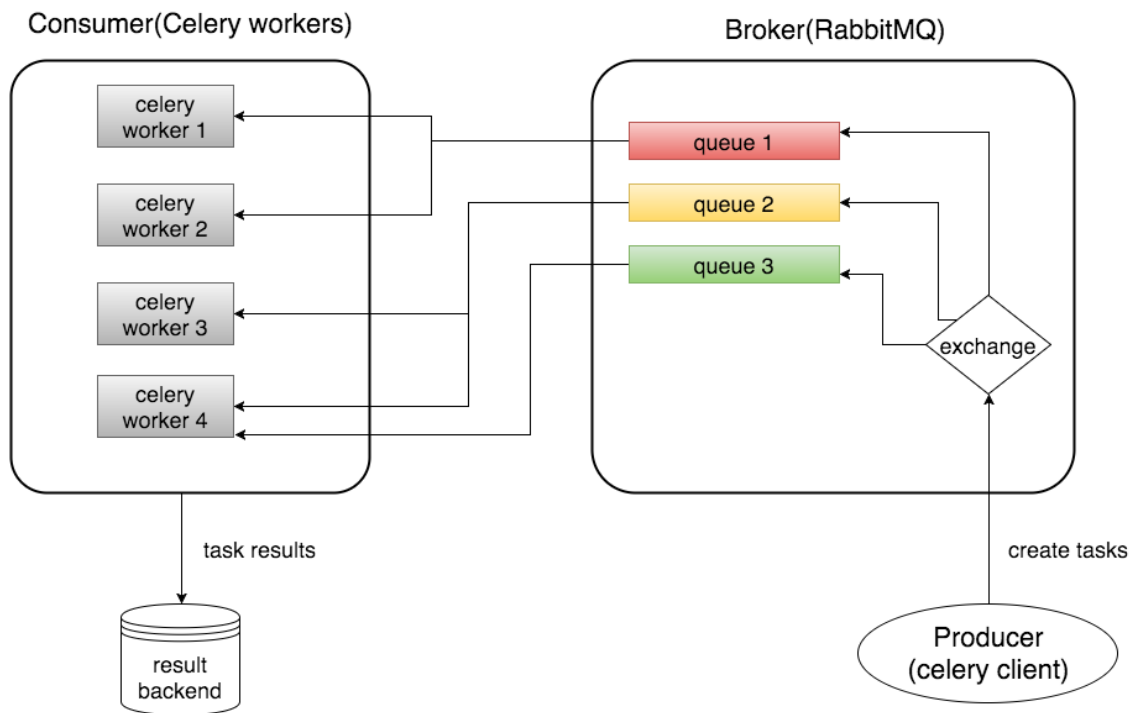 Consumer(Celery workers)
Broker(RabbitMQ)
celery
worker 1
celery
worker 2
celery
worker 3
celery
worker 4
queue 1
queue 2
queue 3
exchange
task results
create tasks
result
backend
Producer
(celery client)